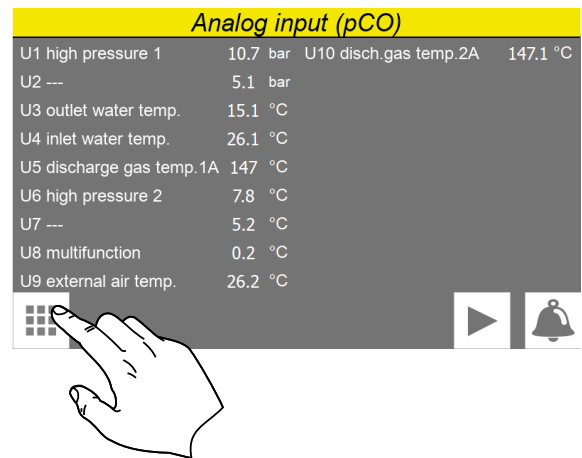 Analog input (pCO)
U1 high pressure 1 10.7 bar U10 disch.gas temp.2A 147.1 °C
U2 --- 5.1 bar
U3 outlet water temp. 15.1 °C
U4 inlet water temp. 26.1 °C
U5 discharge gas temp.1A 147 °C
U6 high pressure 2 7.8 °C
U7 --- 5.2 °C
U8 multifunction 0.2 °C
U9 external air temp. 26.2 °C